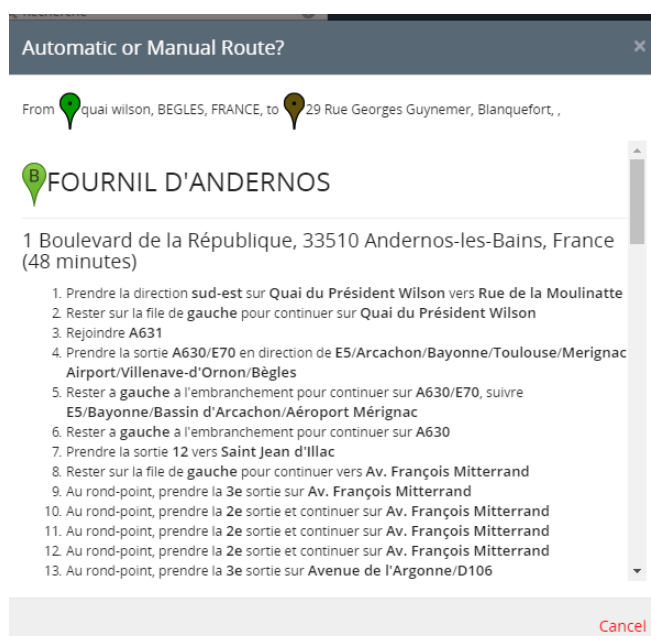 Recherche
Automatic or Manual Route?
×
From quai wilson, BEGLES, FRANCE, to 29 Rue Georges Guynemer, Blanquefort, ,
B
FOURNIL D'ANDERNOS
1 Boulevard de la République, 33510 Andernos-les-Bains, France
(48 minutes)
1. Prendre la direction sud-est sur Quai du Président Wilson vers Rue de la Moulinatte
2. Rester sur la file de gauche pour continuer sur Quai du Président Wilson
3. Rejoindre A631
4. Prendre la sortie A630/E70 en direction de E5/Arcachon/Bayonne/Toulouse/Merignac
Airport/Villenave-d'Ornon/Bègles
5. Rester à gauche à l'embranchement pour continuer sur A630/E70, suivre
E5/Bayonne/Bassin d'Arcachon/Aéroport Mérignac
6. Rester à gauche à l'embranchement pour continuer sur A630
7. Prendre la sortie 12 vers Saint Jean d'Illac
8. Rester sur la file de gauche pour continuer vers Av. François Mitterrand
9. Au rond-point, prendre la 3e sortie sur Av. François Mitterrand
10. Au rond-point, prendre la 2e sortie et continuer sur Av. François Mitterrand
11. Au rond-point, prendre la 2e sortie et continuer sur Av. François Mitterrand
12. Au rond-point, prendre la 2e sortie et continuer sur Av. François Mitterrand
13. Au rond-point, prendre la 3e sortie sur Avenue de l'Argonne/D106
Cancel